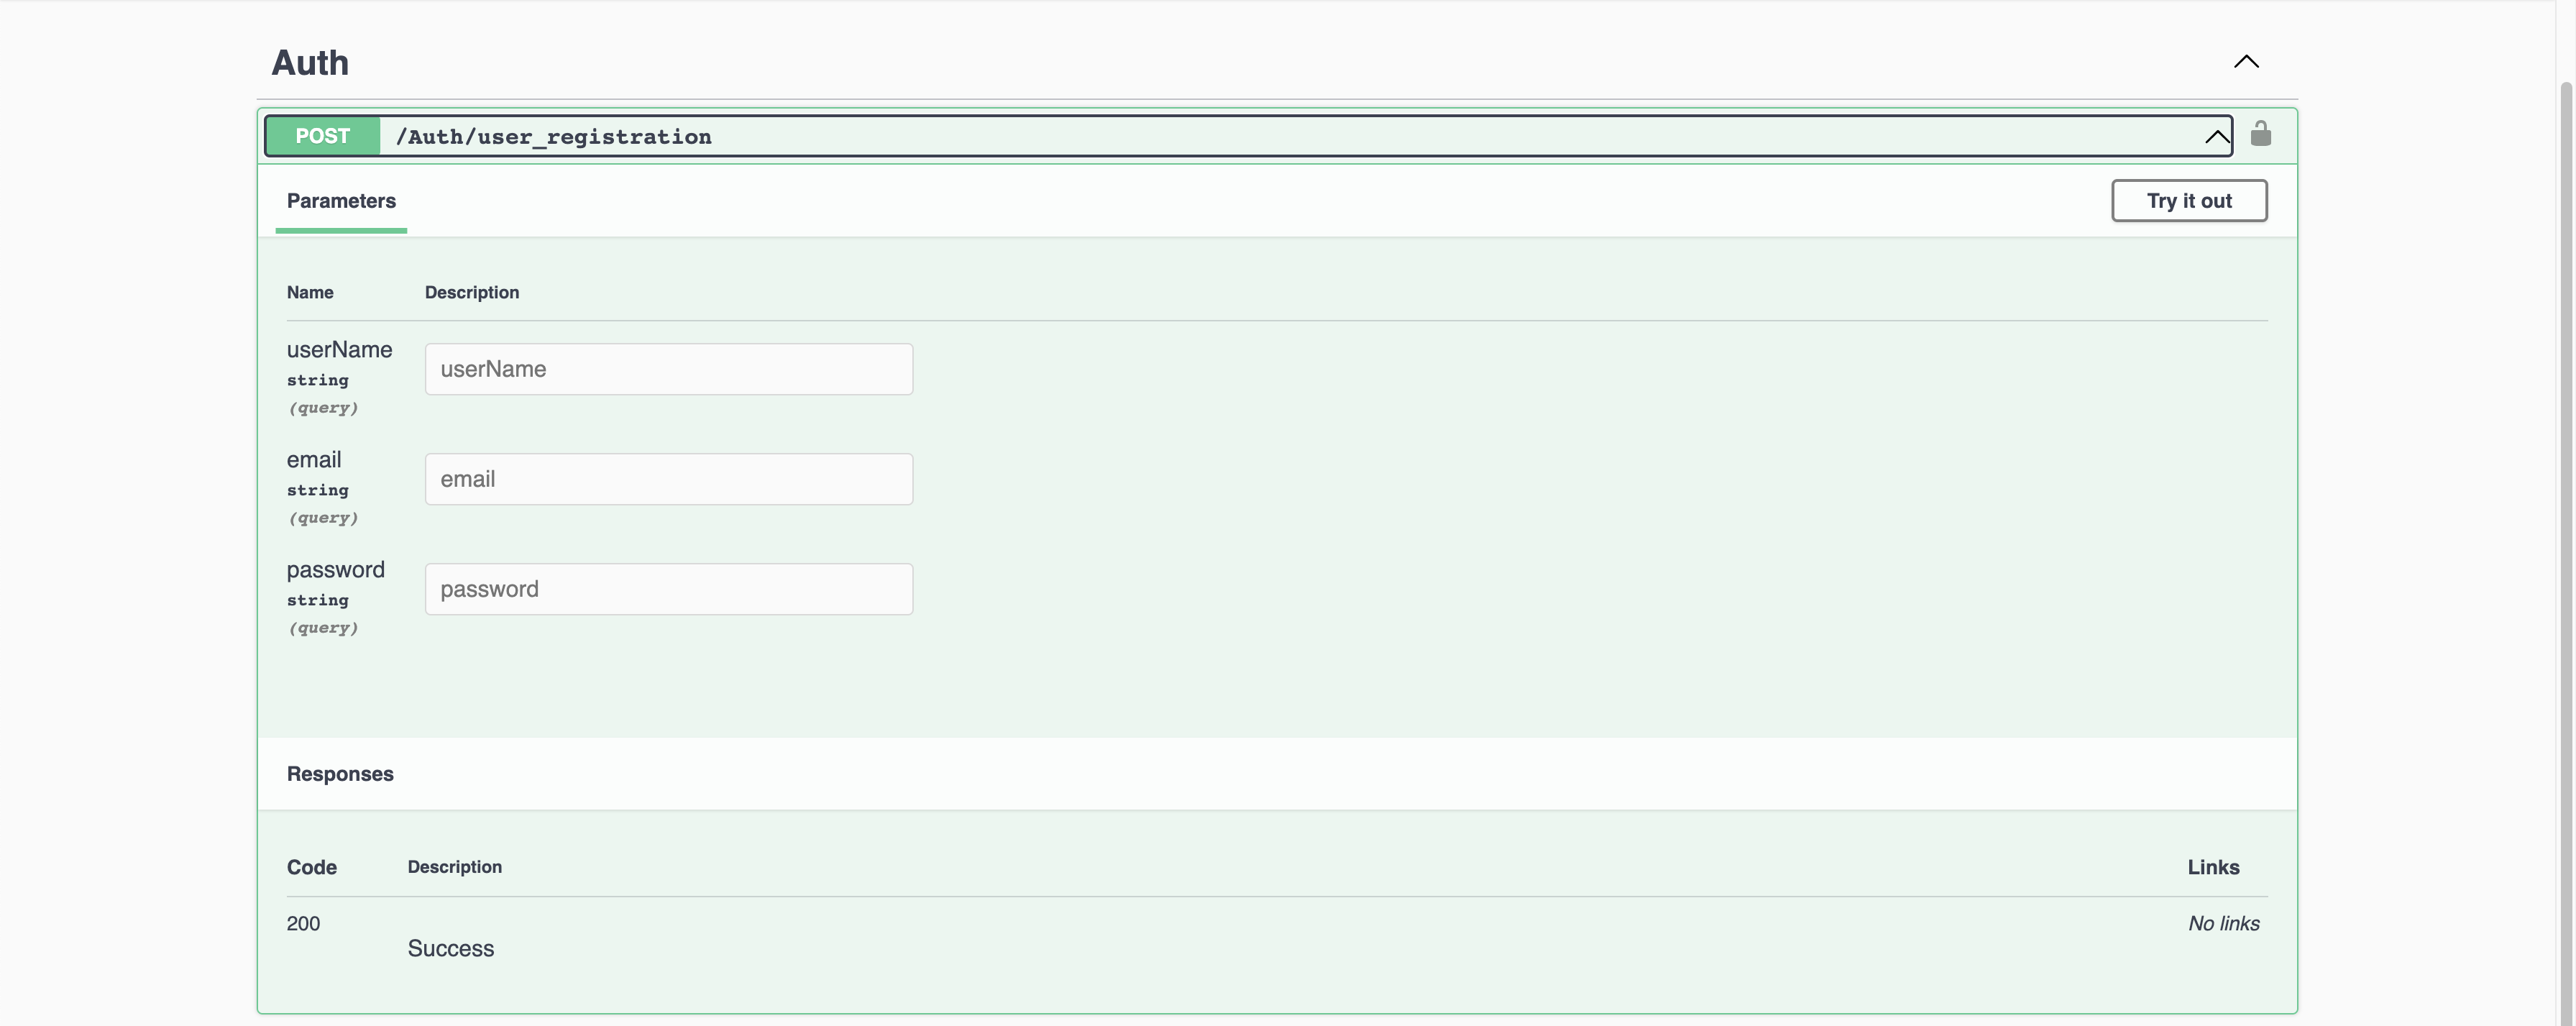 Auth
POST /Auth/user_registration
Parameters
Try it out
Name Description
userName
string
(query)
userName
email
string
(query)
email
password
string
(query)
password
Responses
Code Description Links
200
Success
No links